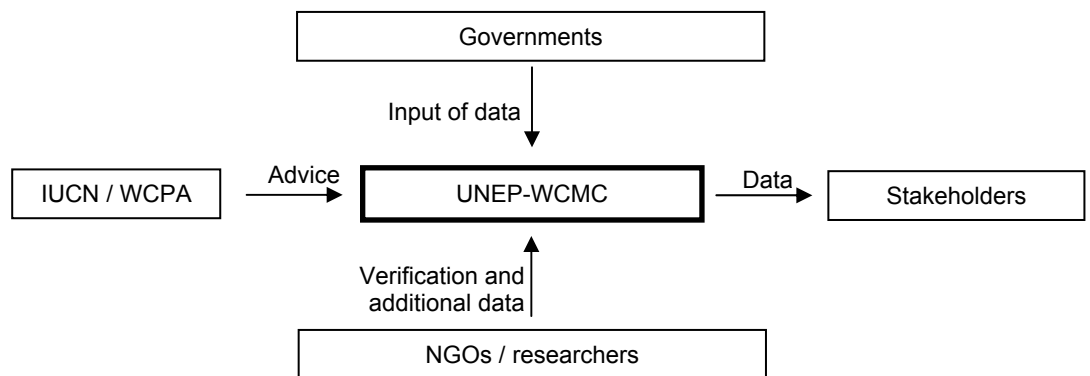 Governments
Input of data
IUCN / WCPA
Advice
UNEP-WCMC
Data
Stakeholders
Verification and
additional data
NGOs / researchers